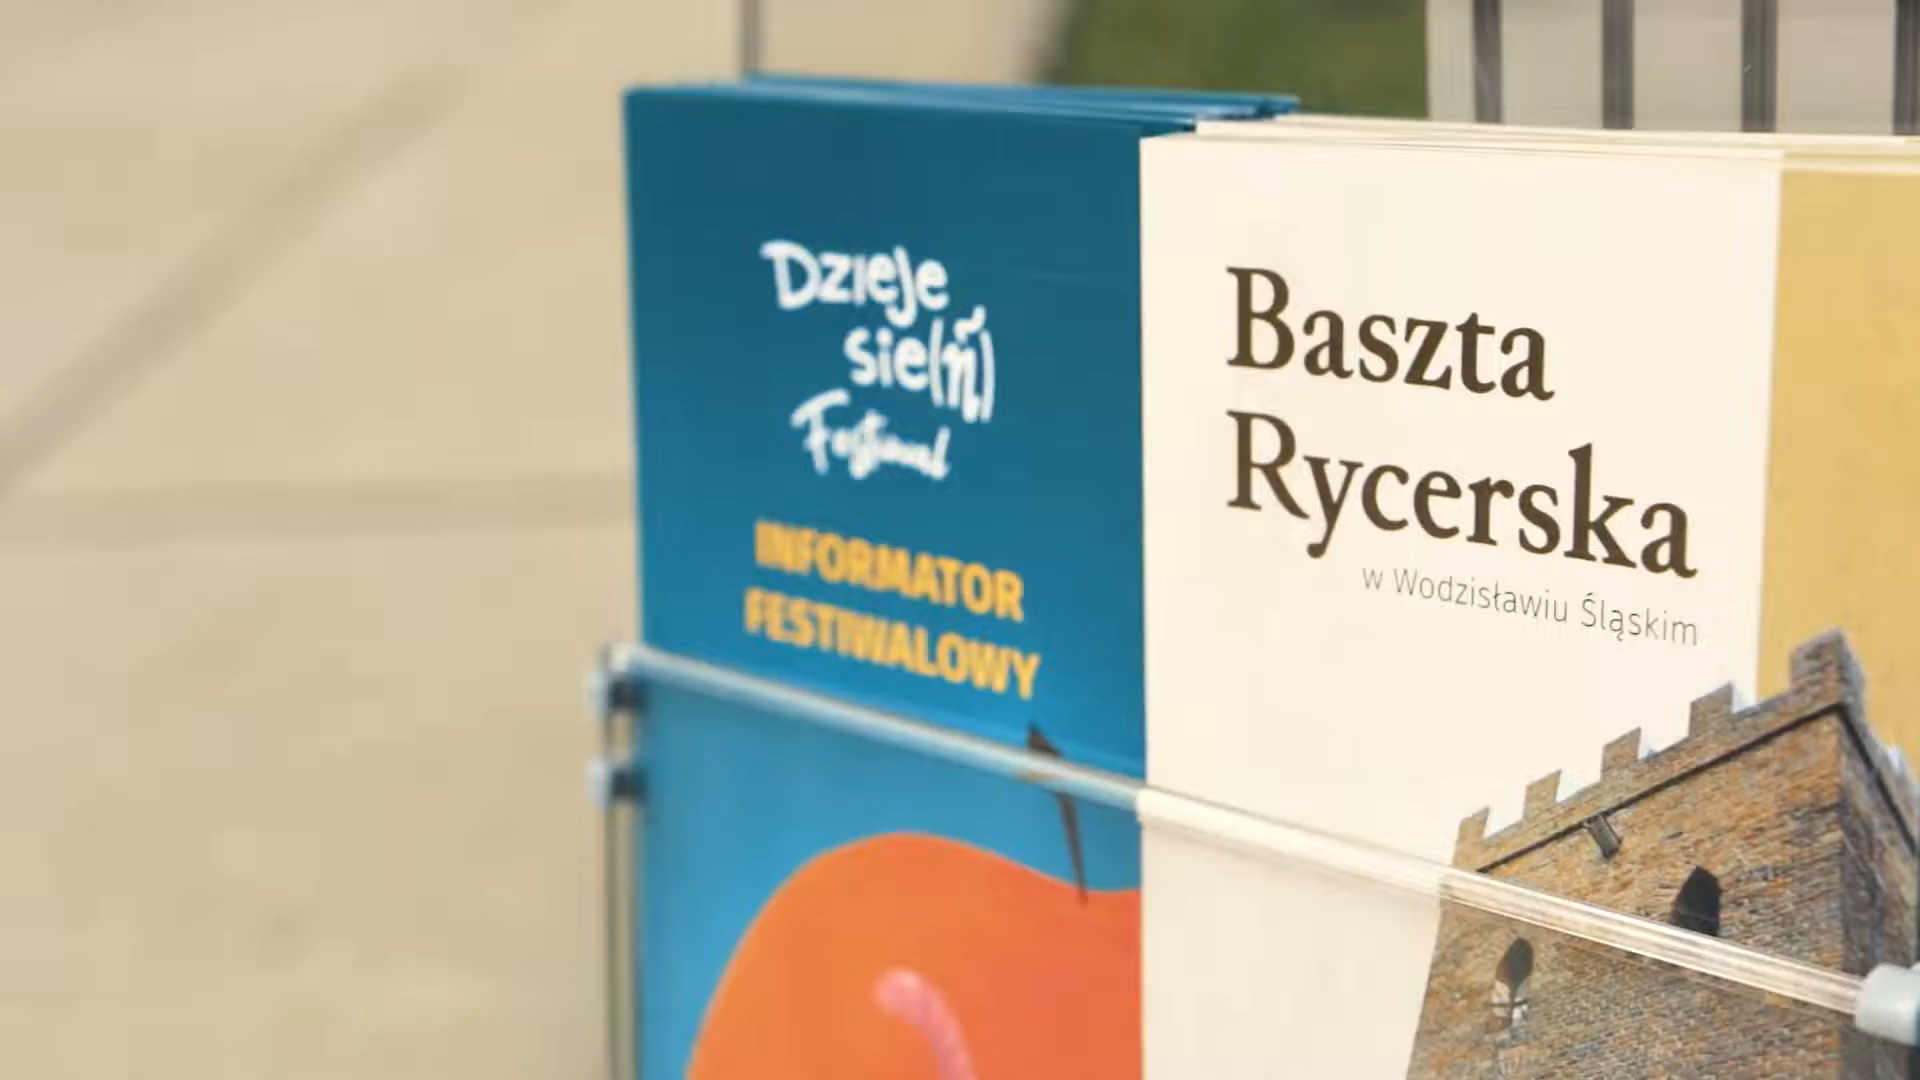 Dzieje
sie(ń)
Festiwal
INFORMATOR
FESTIWALOWY
Baszta
Rycerska
w Wodzisławiu Śląskim